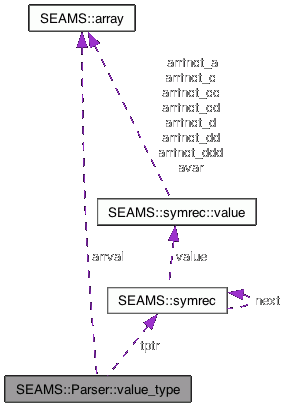 SEAMS::array
arrfnct_a
arrfnct_c
arrfnct_cc
arrfnct_cd
arrfnct_d
arrfnct_dd
arrfnct_ddd
avar
SEAMS::symrec::value
arrval
value
SEAMS::symrec
next
tptr
SEAMS::Parser::value_type